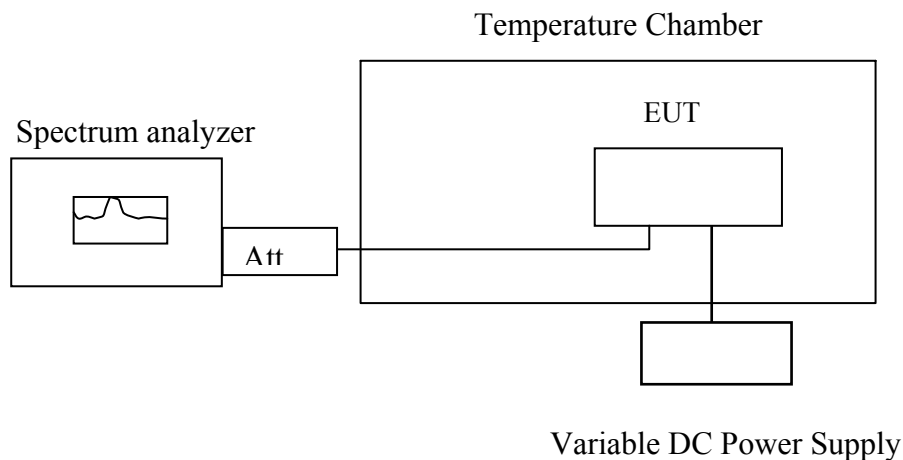 Temperature Chamber
EUT
Spectrum analyzer
Att
Variable DC Power Supply